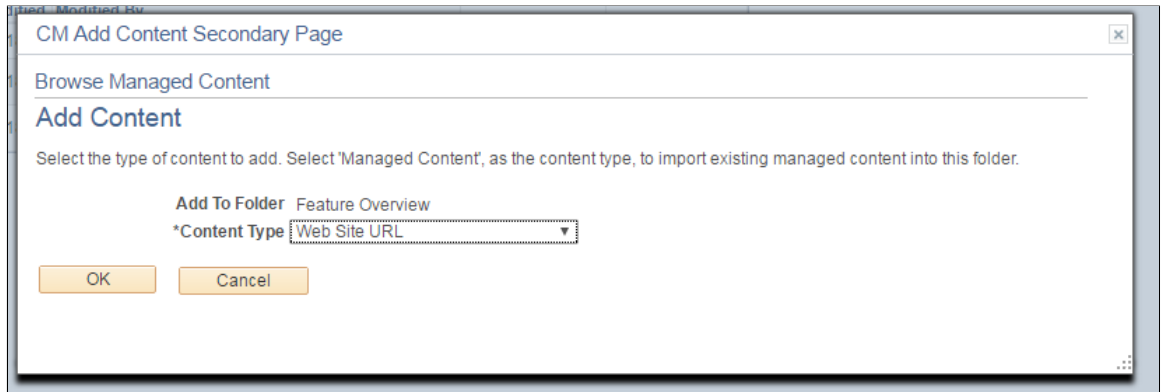 Modified By
CM Add Content Secondary Page
Browse Managed Content
Add Content
Select the type of content to add. Select 'Managed Content', as the content type, to import existing managed content into this folder.
Add To Folder Feature Overview
*Content Type Web Site URL
OK Cancel